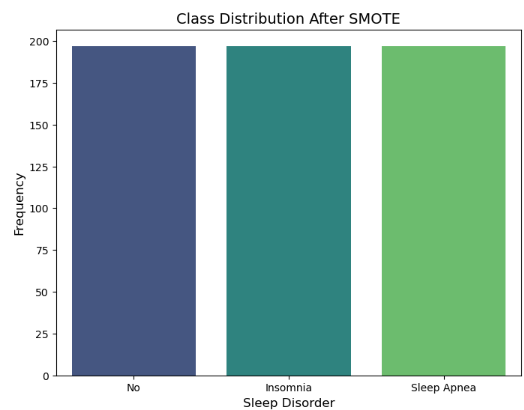 Class Distribution After SMOTE
Frequency
200
175
150
125
100
75
50
25
0
No Insomnia Sleep Apnea
Sleep Disorder